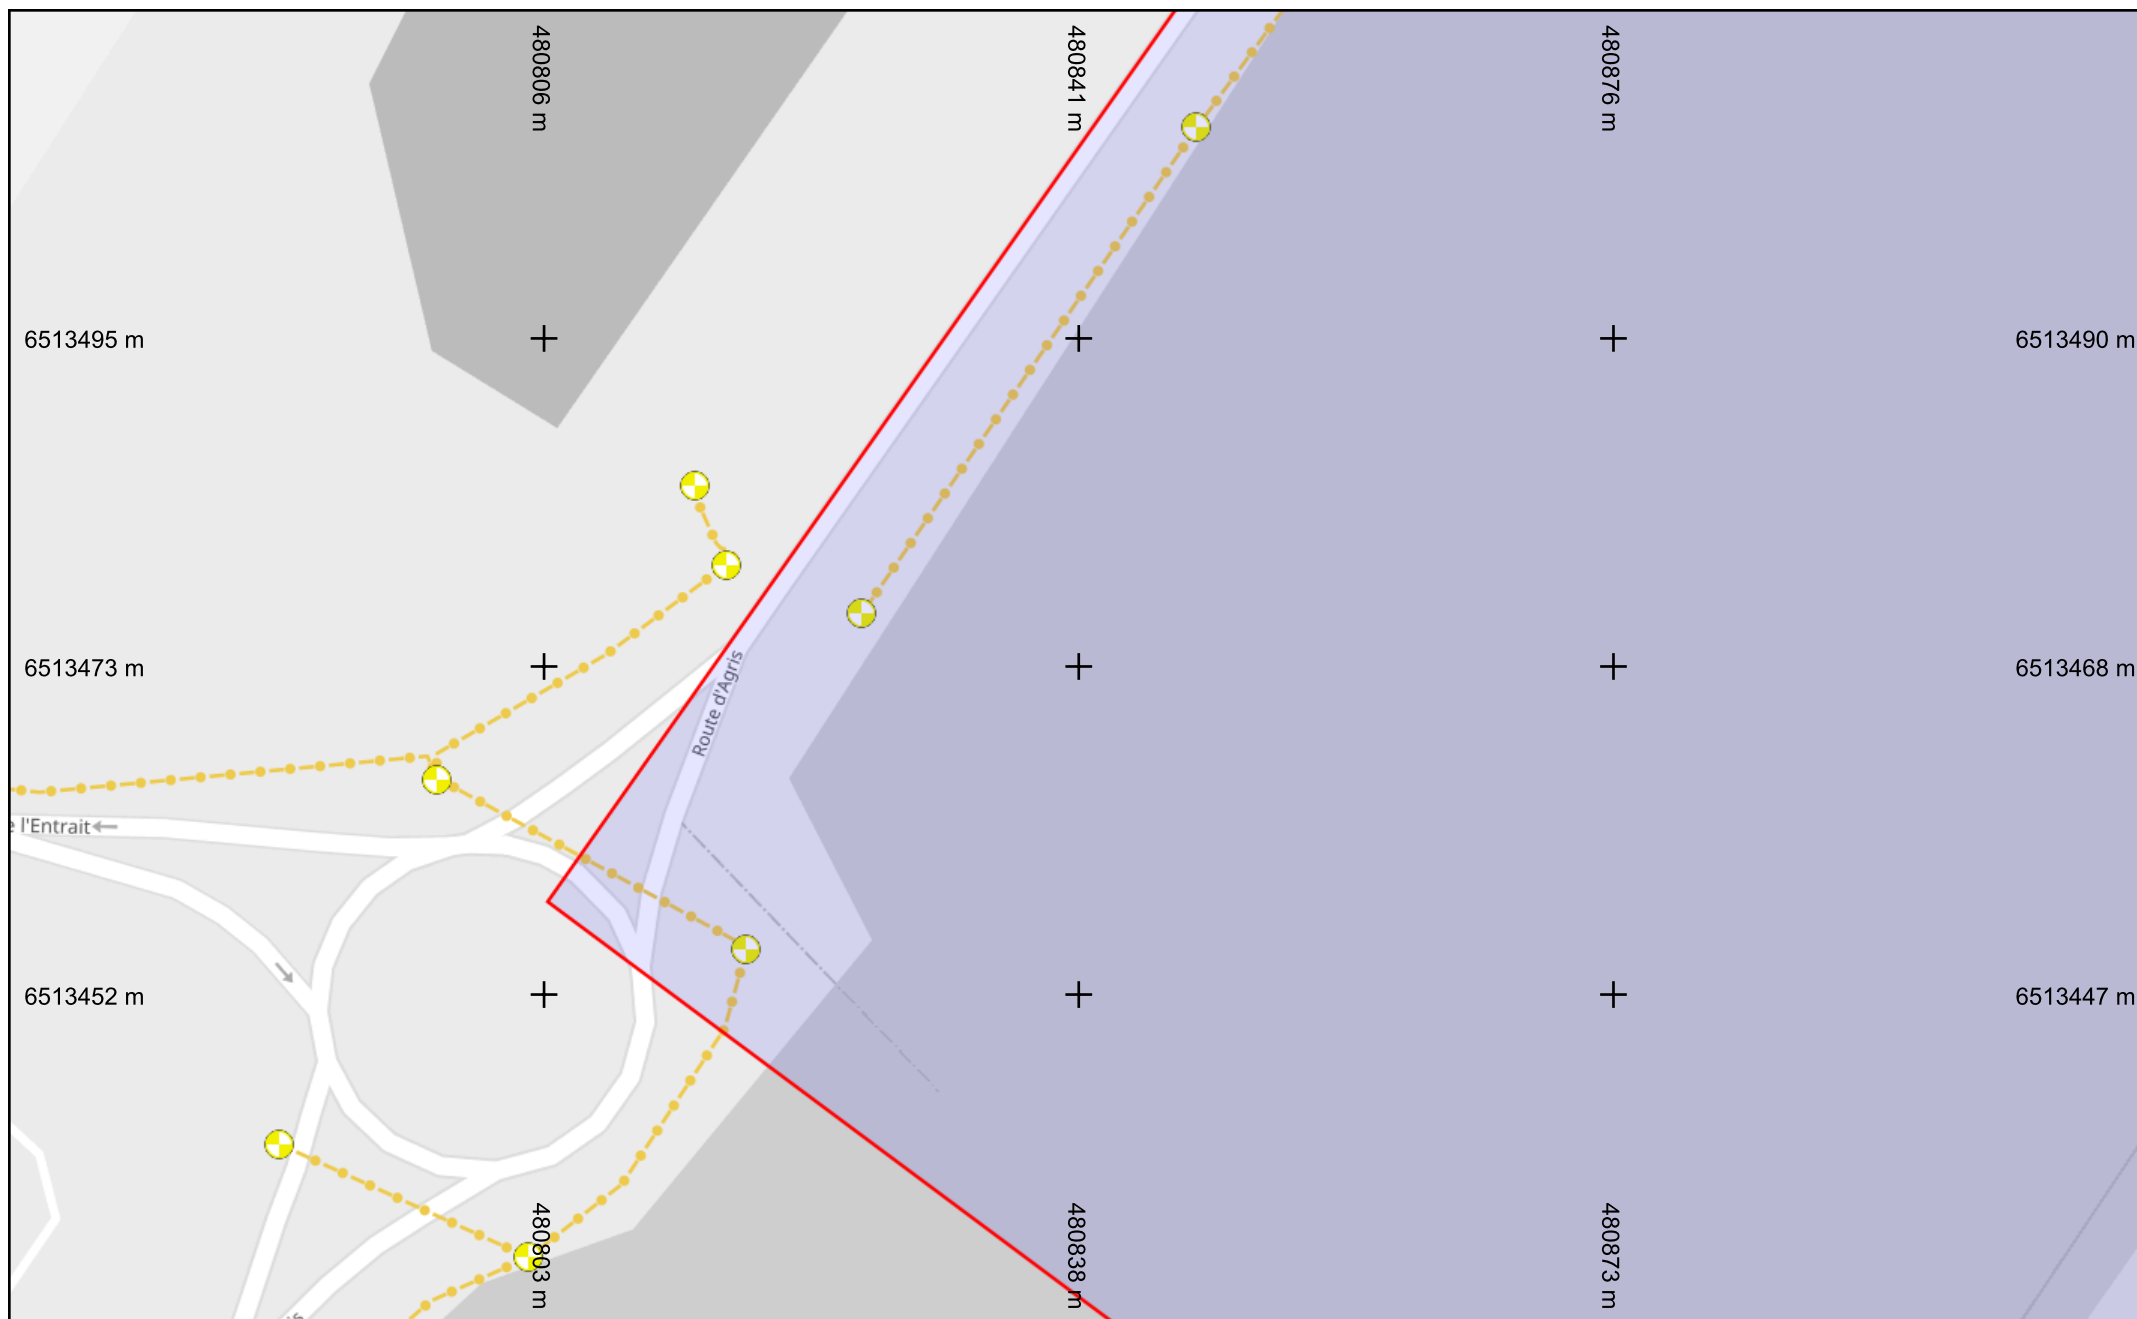 480806 m
480841 m
480876 m
6513495 m
6513490 m
6513473 m
6513468 m
Route d'Agris
e l'Entrait
6513452 m
6513447 m
480803 m
480838 m
480873 m